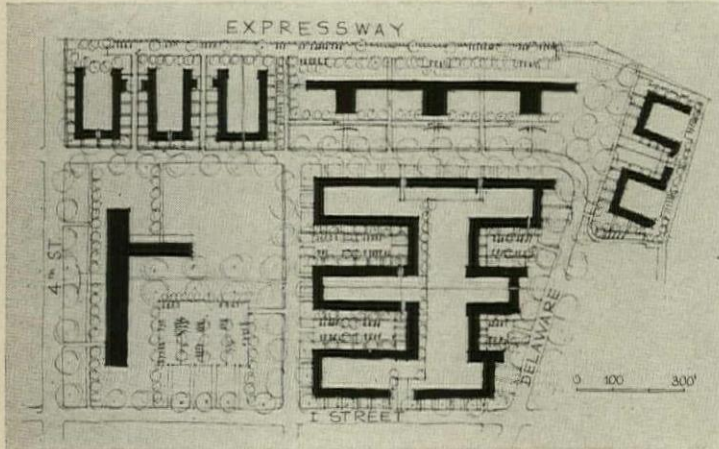 EXPRESSWAY
4TH ST.
DELAWARE
0 100 300'
I STREET